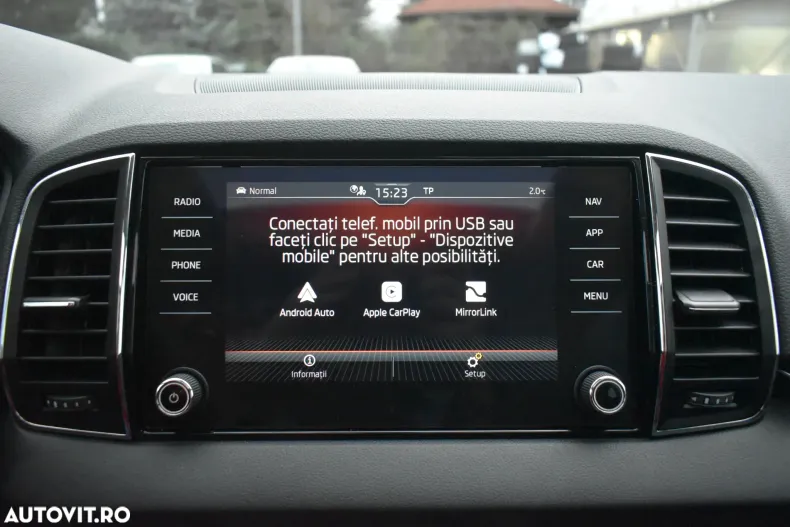 Normal
15:23
TP
2.0°C
RADIO
MEDIA
PHONE
VOICE
Conectați telef. mobil prin USB sau
faceți clic pe "Setup" - "Dispozitive
mobile" pentru alte posibilități.
Android Auto
Apple CarPlay
MirrorLink
Informații
Setup
NAV
APP
CAR
MENU
AUTOVIT.RO